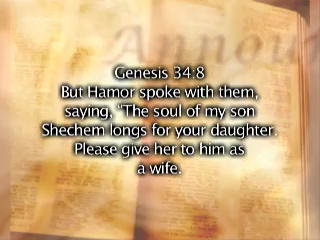 Annou
Genesis 34:8
But Hamor spoke with them,
saying, "The soul of my son
Shechem longs for your daughter.
Please give her to him as
a wife.